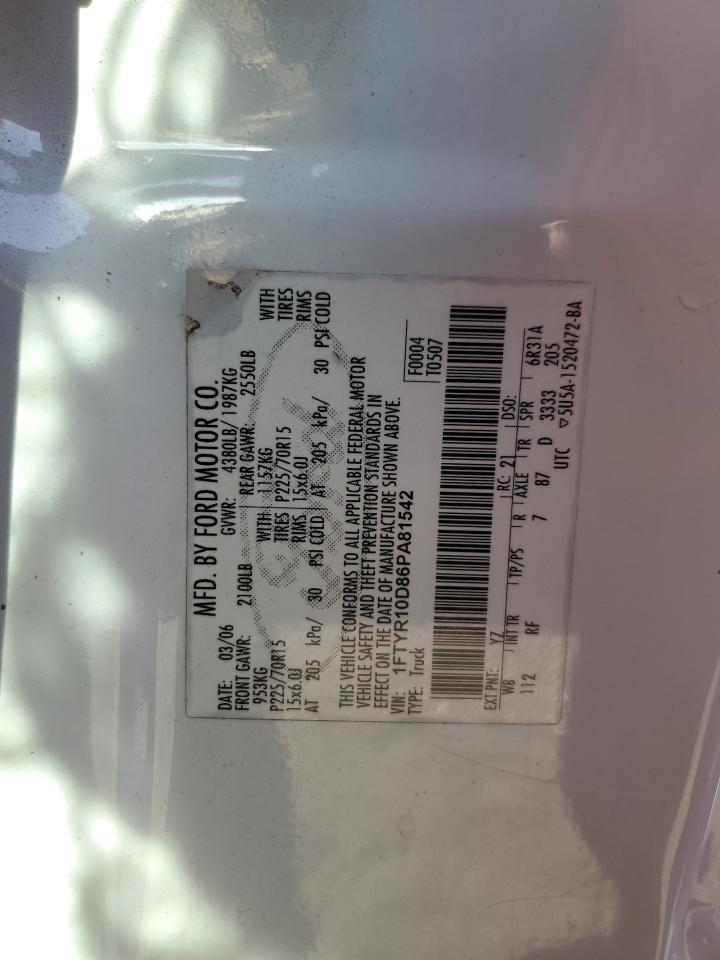 MFD. BY FORD MOTOR CO.
DATE: 03/06 GVWR: 4380LB/ 1987KG
FRONT GAWR: 2100LB REAR GAWR: 2550LB
953KG WITH 1157KG WITH
P225/70R15 TIRES P225/70R15 TIRES
15x6.0J RIMS 15x6.0J RIMS
AT 205 kPa/ 30 PSI COLD AT 205 kPa/ 30 PSI COLD
THIS VEHICLE CONFORMS TO ALL APPLICABLE FEDERAL MOTOR
VEHICLE SAFETY AND THEFT PREVENTION STANDARDS IN
EFFECT ON THE DATE OF MANUFACTURE SHOWN ABOVE.
VIN: 1FTYR10D86PA81542 F0004
TYPE: Truck T0507
EXT PNT: YZ RC: 21 DSO:
WB INT TR TP/PS R AXLE TR SPR 6R31A
112 RF 7 87 D 3333 205
UTC ▽5U5A-1520472-BA